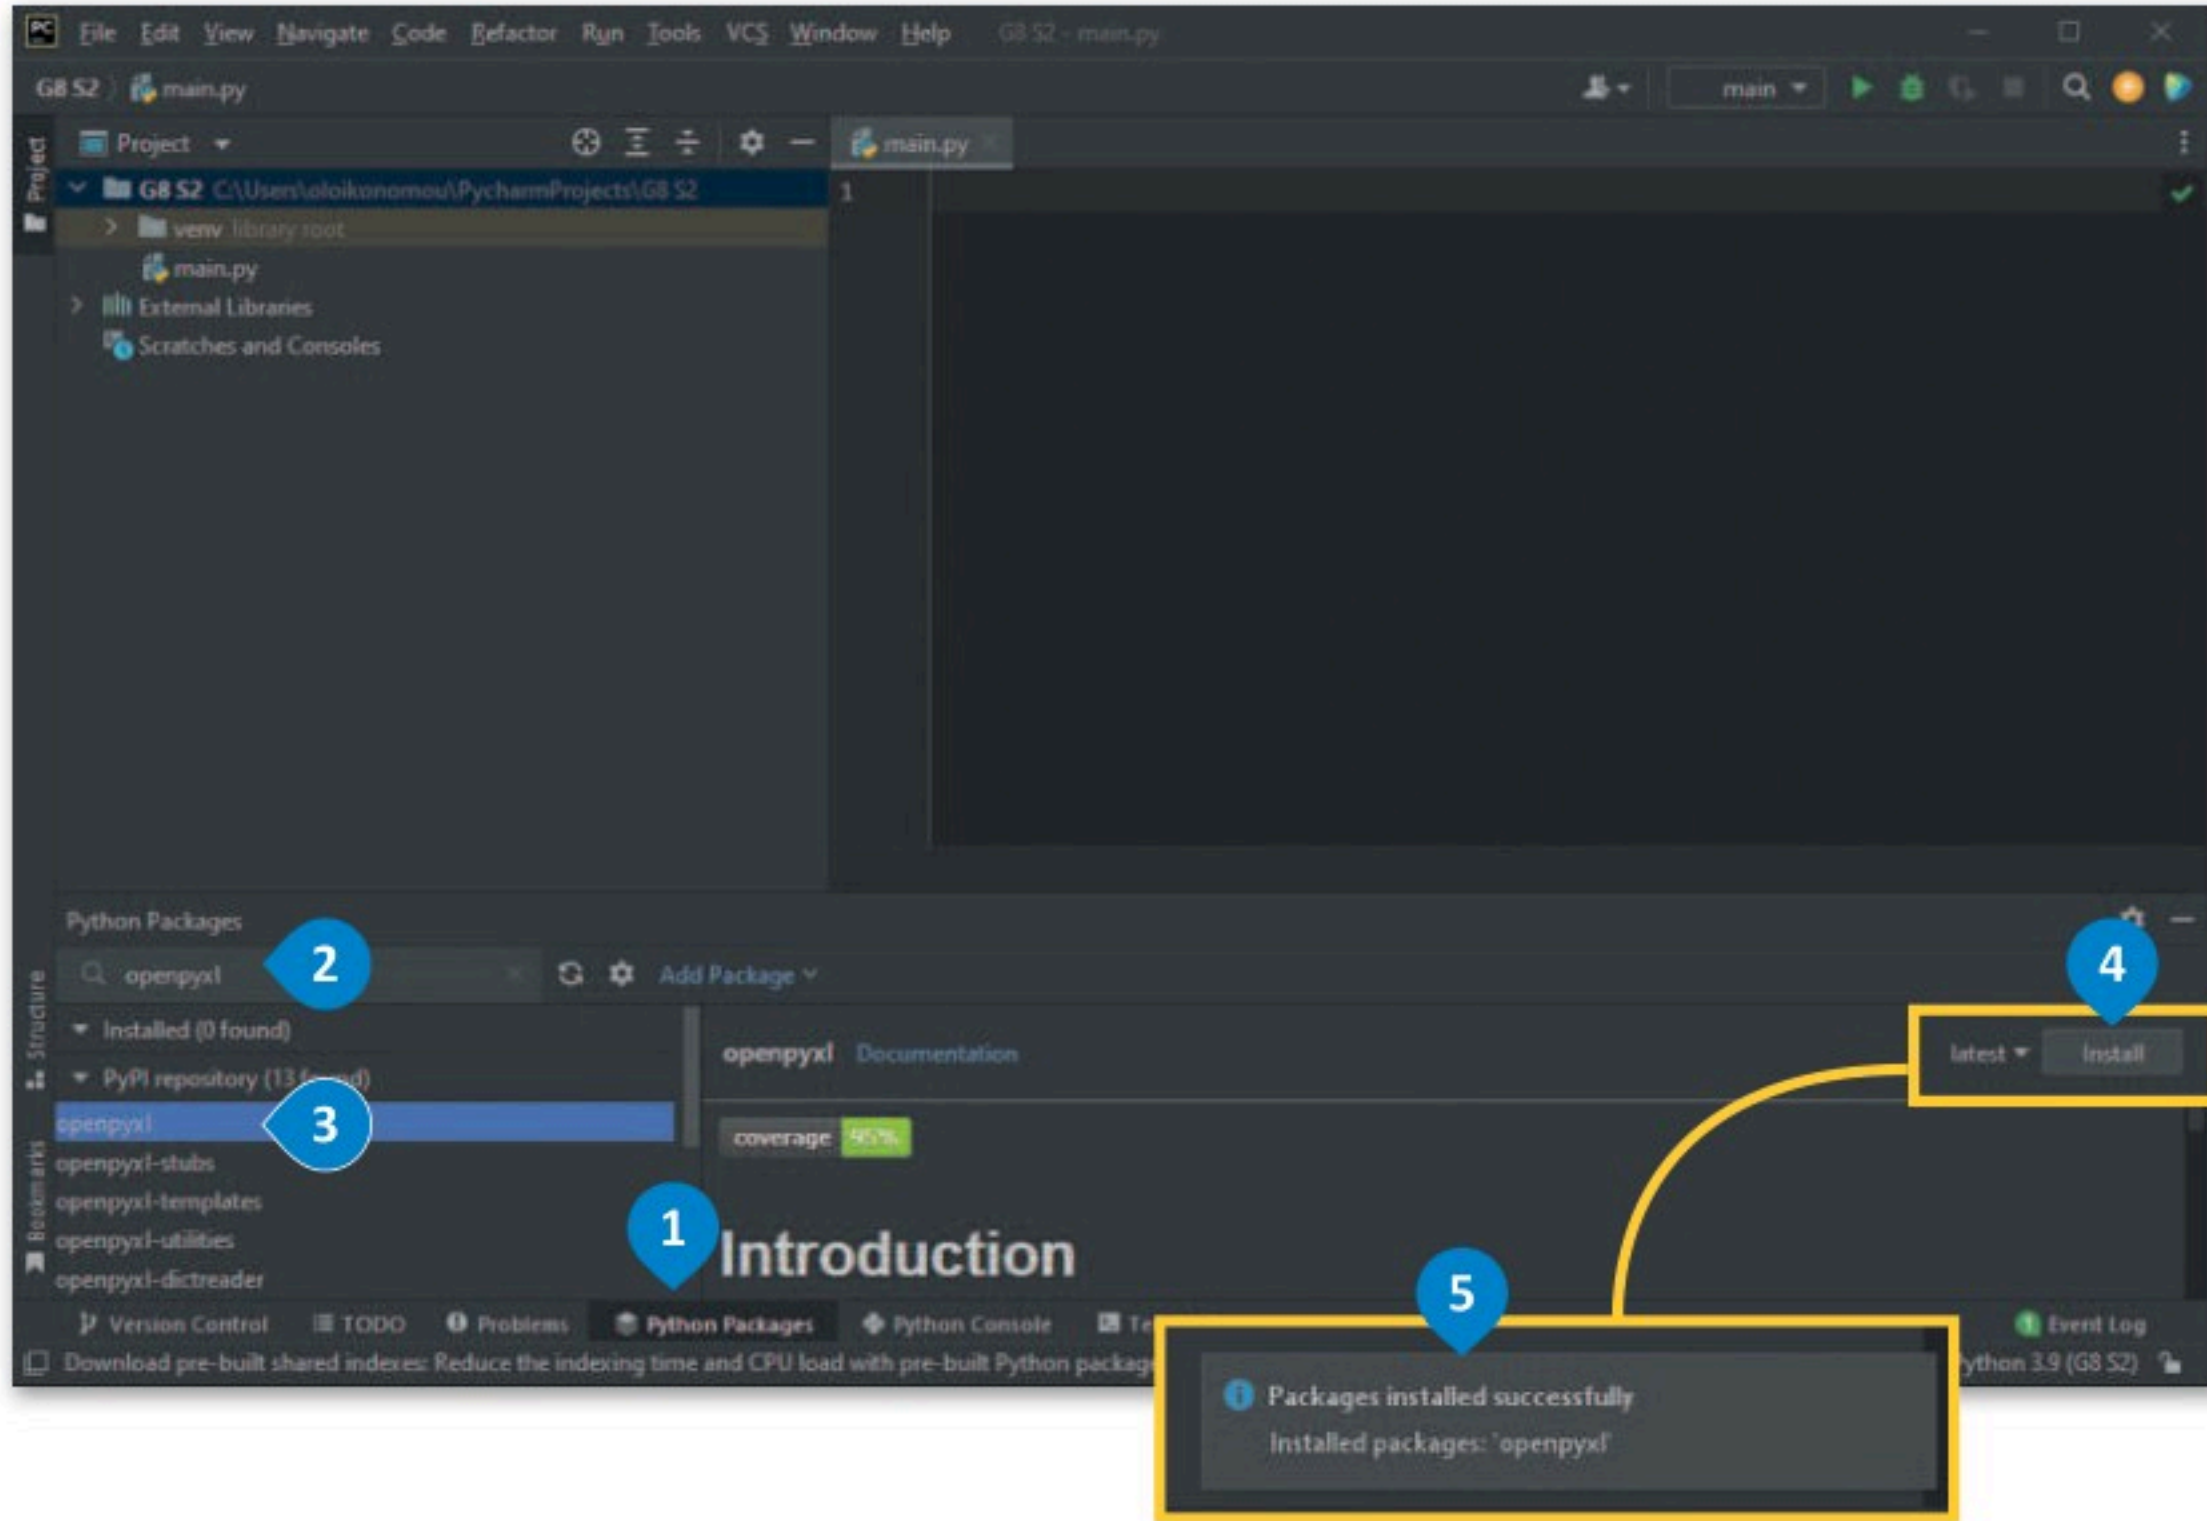 PC File Edit View Navigate Code Refactor Run Tools VCS Window Help G8 S2 - main.py
G8 S2 main.py main
Project Project main.py
G8 S2 C:\Users\oloikonomou\PycharmProjects\G8 S2 1
venv library root
main.py
External Libraries
Scratches and Consoles
Python Packages
openpyxl 2 Add Package 4
Structure
Installed (0 found)
openpyxl Documentation latest Install
PyPI repository (13 found)
openpyxl 3
coverage 95%
Bookmarks
openpyxl-stubs
openpyxl-templates
openpyxl-utilities 1 Introduction
openpyxl-dictreader 5
Version Control TODO Problems Python Packages Python Console Te Event Log
Download pre-built shared indexes: Reduce the indexing time and CPU load with pre-built Python package ython 3.9 (G8 S2)
Packages installed successfully
Installed packages: 'openpyxl'